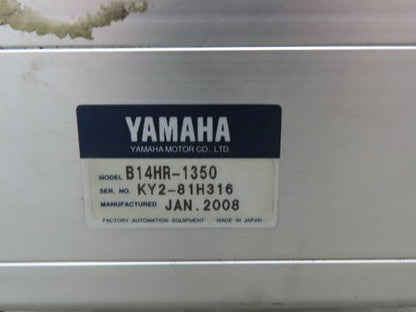 YAMAHA
YAMAHA MOTOR CO., LTD.
MODEL B14HR-1350
SER. NO. KY2-81H316
MANUFACTURED JAN.2008
FACTORY AUTOMATION EQUIPMENT MADE IN JAPAN